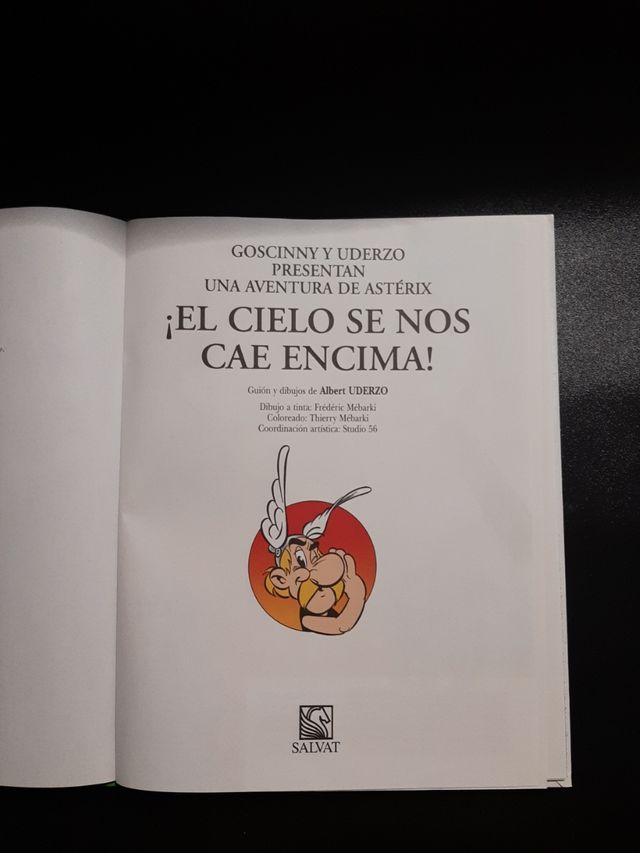 GOSCINNY Y UDERZO
PRESENTAN
UNA AVENTURA DE ASTÉRIX
¡EL CIELO SE NOS
CAE ENCIMA!
Guión y dibujos de Albert UDERZO
Dibujo a tinta: Frédéric Mébarki
Coloreado: Thierry Mébarki
Coordinación artística: Studio 56
SALVAT